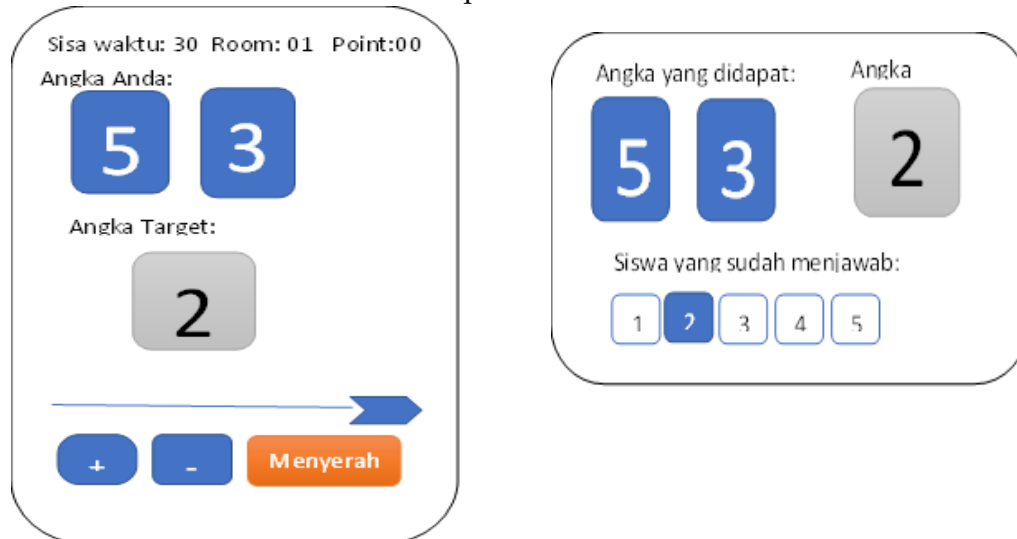 Sisa waktu: 30 Room: 01 Point:00
Angka Anda:
5 3
Angka Target:
2
+ - Menyerah
Angka yang didapat: Angka
5 3 2
Siswa yang sudah menjawab:
1 2 3 4 5